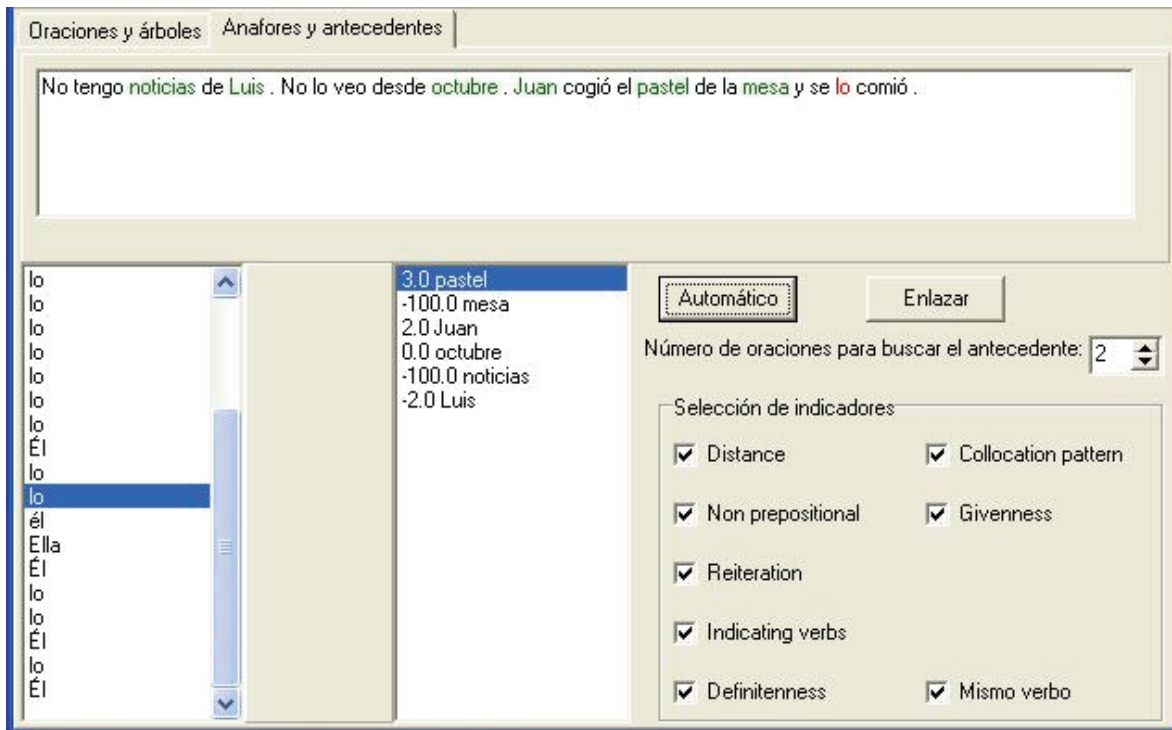 Oraciones y árboles
Anafores y antecedentes
No tengo noticias de Luis . No lo veo desde octubre . Juan cogió el pastel de la mesa y se lo comió .
lo
lo
lo
lo
lo
lo
lo
Él
lo
lo
él
Ella
Él
lo
lo
Él
lo
Él
3.0 pastel
-100.0 mesa
2.0 Juan
0.0 octubre
-100.0 noticias
-2.0 Luis
Automático
Enlazar
Número de oraciones para buscar el antecedente: 2
Selección de indicadores
Distance
Collocation pattern
Non prepositional
Givenness
Reiteration
Indicating verbs
Definitenness
Mismo verbo